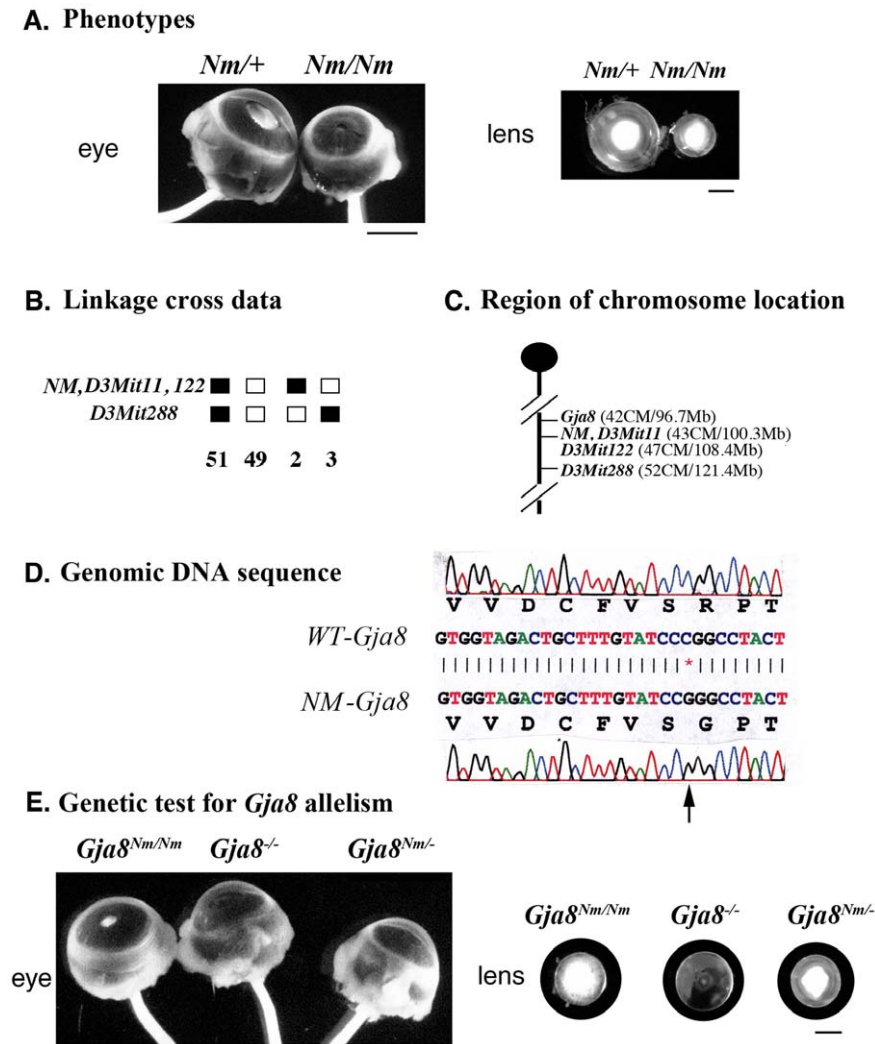 A. Phenotypes
Nm/+ Nm/Nm
eye
Nm/+ Nm/Nm
lens
B. Linkage cross data
NM, D3Mit11, 122
D3Mit288
51 49 2 3
C. Region of chromosome location
Gja8 (42CM/96.7Mb)
NM, D3Mit11 (43CM/100.3Mb)
D3Mit122 (47CM/108.4Mb)
D3Mit288 (52CM/121.4Mb)
D. Genomic DNA sequence
V V D C F V S R P T
WT-Gja8 GTGGTAGACTGCTTTGTATCCCGGCCTACT
*
NM-Gja8 GTGGTAGACTGCTTTGTATCCGGGCCTACT
V V D C F V S G P T
E. Genetic test for Gja8 allelism
Gja8Nm/Nm Gja8-/- Gja8Nm/-
eye
Gja8Nm/Nm Gja8-/- Gja8Nm/-
lens